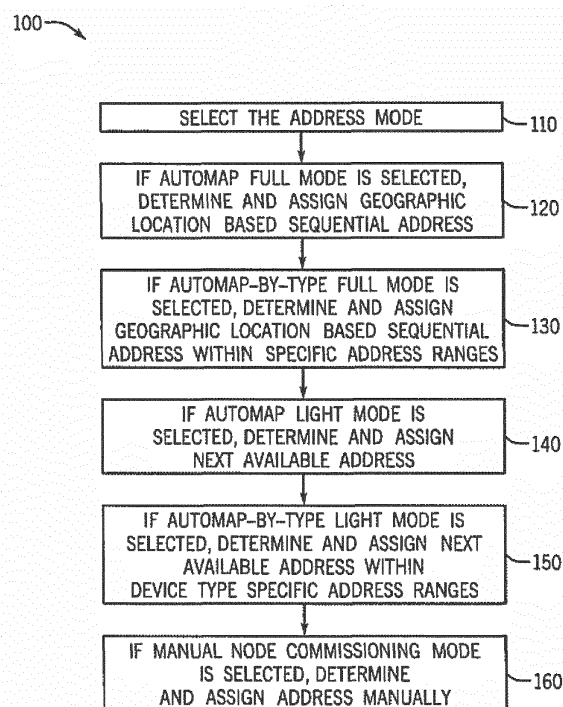 100
SELECT THE ADDRESS MODE
110
IF AUTOMAP FULL MODE IS SELECTED,
DETERMINE AND ASSIGN GEOGRAPHIC
LOCATION BASED SEQUENTIAL ADDRESS
120
IF AUTOMAP-BY-TYPE FULL MODE IS
SELECTED, DETERMINE AND ASSIGN
GEOGRAPHIC LOCATION BASED SEQUENTIAL
ADDRESS WITHIN SPECIFIC ADDRESS RANGES
130
IF AUTOMAP LIGHT MODE IS
SELECTED, DETERMINE AND ASSIGN
NEXT AVAILABLE ADDRESS
140
IF AUTOMAP-BY-TYPE LIGHT MODE IS
SELECTED, DETERMINE AND ASSIGN NEXT
AVAILABLE ADDRESS WITHIN
DEVICE TYPE SPECIFIC ADDRESS RANGES
150
IF MANUAL NODE COMMISSIONING MODE
IS SELECTED, DETERMINE
AND ASSIGN ADDRESS MANUALLY
160